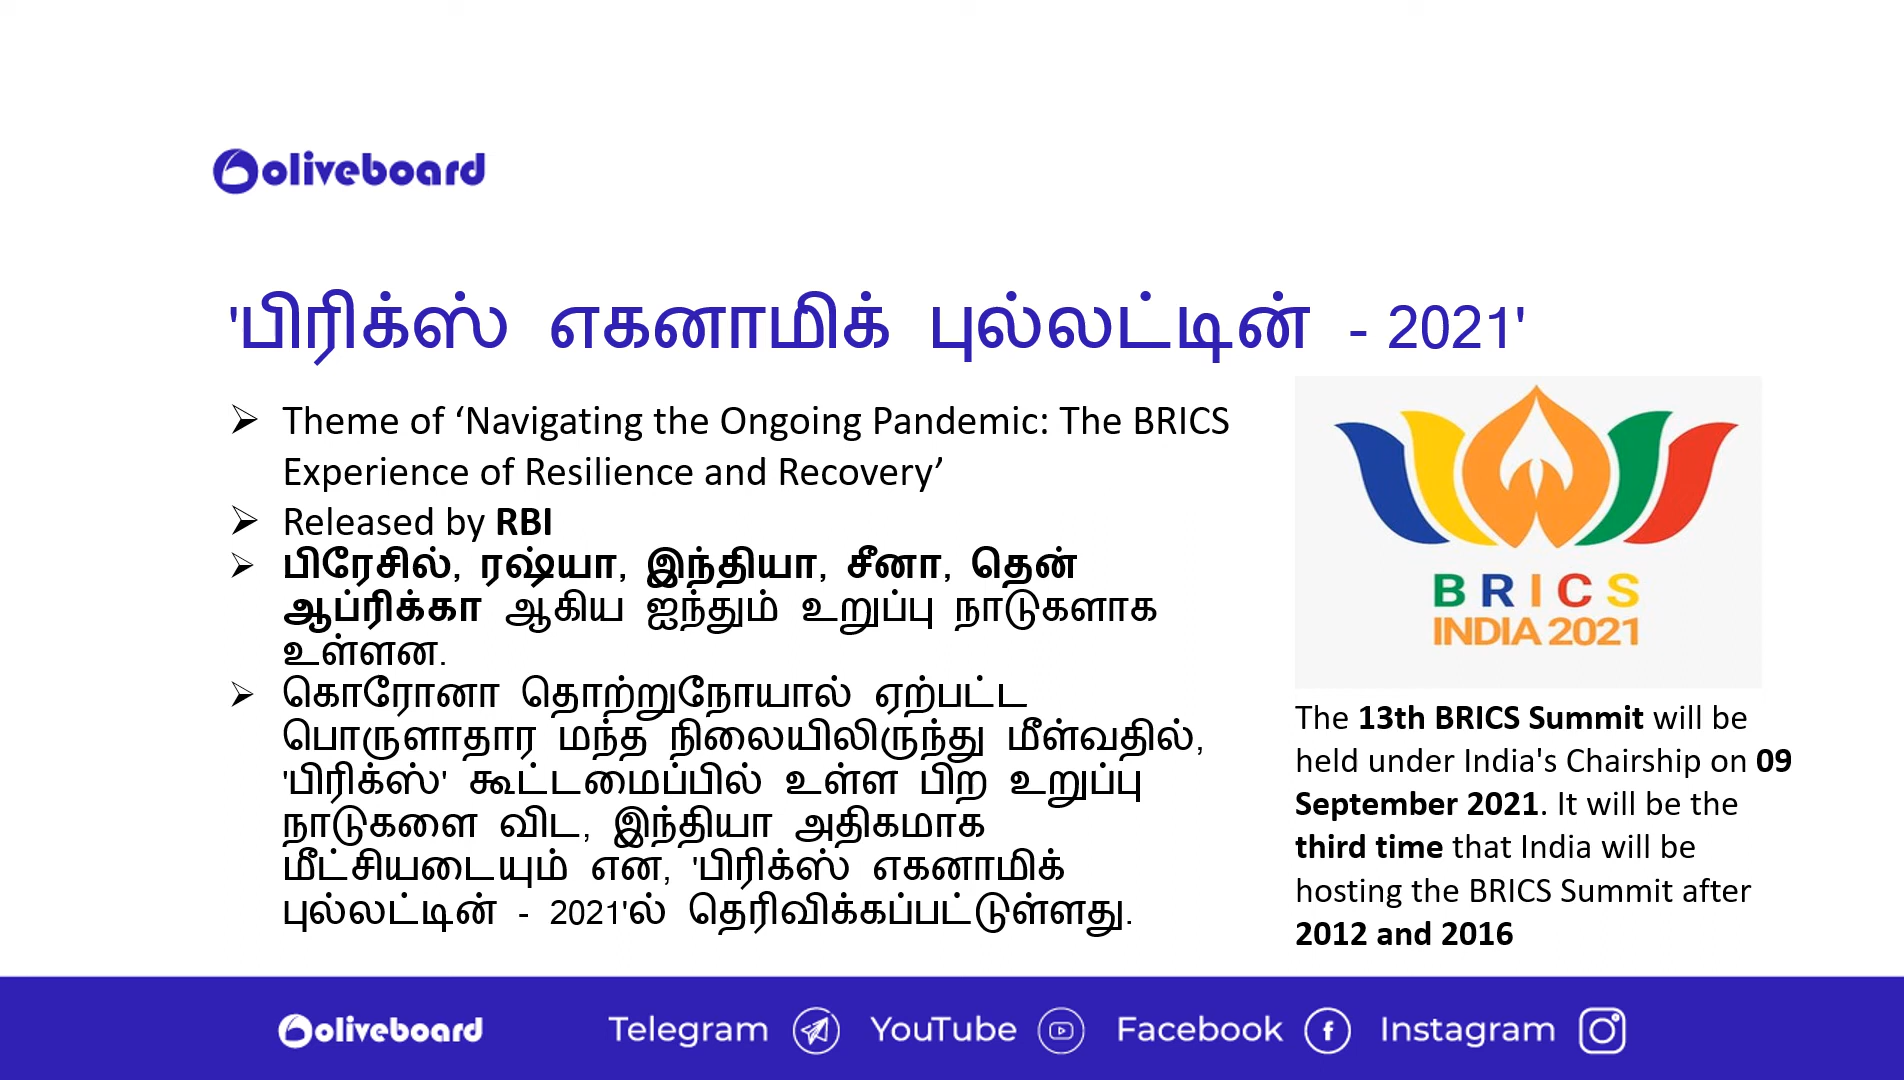 oliveboard
'பிரிக்ஸ் எகனாமிக் புல்லட்டின் - 2021'
➢ Theme of ‘Navigating the Ongoing Pandemic: The BRICS
Experience of Resilience and Recovery’
➢ Released by RBI
➢ பிரேசில், ரஷ்யா, இந்தியா, சீனா, தென்
ஆப்ரிக்கா ஆகிய ஐந்தும் உறுப்பு நாடுகளாக
உள்ளன.
➢ கொரோனா தொற்றுநோயால் ஏற்பட்ட
பொருளாதார மந்த நிலையிலிருந்து மீள்வதில்,
'பிரிக்ஸ்' கூட்டமைப்பில் உள்ள பிற உறுப்பு
நாடுகளை விட, இந்தியா அதிகமாக
மீட்சியடையும் என, 'பிரிக்ஸ் எகனாமிக்
புல்லட்டின் - 2021'ல் தெரிவிக்கப்பட்டுள்ளது.
BRICS
INDIA 2021
The 13th BRICS Summit will be
held under India's Chairship on 09
September 2021. It will be the
third time that India will be
hosting the BRICS Summit after
2012 and 2016
oliveboard Telegram YouTube Facebook Instagram